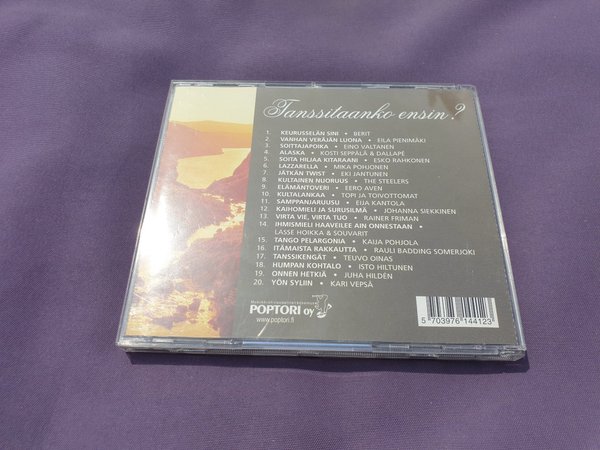 Tanssitaanko ensin?
1. KEURUSSELÄN SINI • BERIT
2. VANHAN VERÄJÄN LUONA • EILA PIENIMÄKI
3. SOITTAJAPOIKA • EINO VALTANEN
4. ALASKA • KOSTI SEPPÄLÄ & DALLAPÉ
5. SOITA HILJAA KITARAANI • ESKO RAHKONEN
6. LAZZARELLA • MIKA POHJONEN
7. JÄTKÄN TWIST • EKI JANTUNEN
8. KULTAINEN NUORUUS • THE STEELERS
9. ELÄMÄNTOVERI • EERO AVEN
10. KULTALANKAA • TOPI JA TOIVOTTOMAT
11. SAMPPANJARUUSU • EIJA KANTOLA
12. KAIHOMIELI JA SURUSILMÄ • JOHANNA SIEKKINEN
13. VIRTA VIE, VIRTA TUO • RAINER FRIMAN
14. IHMISMIELI HAAVEILEE AIN ONNESTAAN •
LASSE HOIKKA & SOUVARIT
15. TANGO PELARGONIA • KAIJA POHJOLA
16. ITÄMAISTA RAKKAUTTA • RAULI BADDING SOMERJOKI
17. TANSSIKENGÄT • TEUVO OINAS
18. HUMPAN KOHTALO • ISTO HILTUNEN
19. ONNEN HETKIÄ • JUHA HILDÉN
20. YÖN SYLIIN • KARI VEPSÄ
POPTORI oy
www.poptori.fi
5 703976 144123